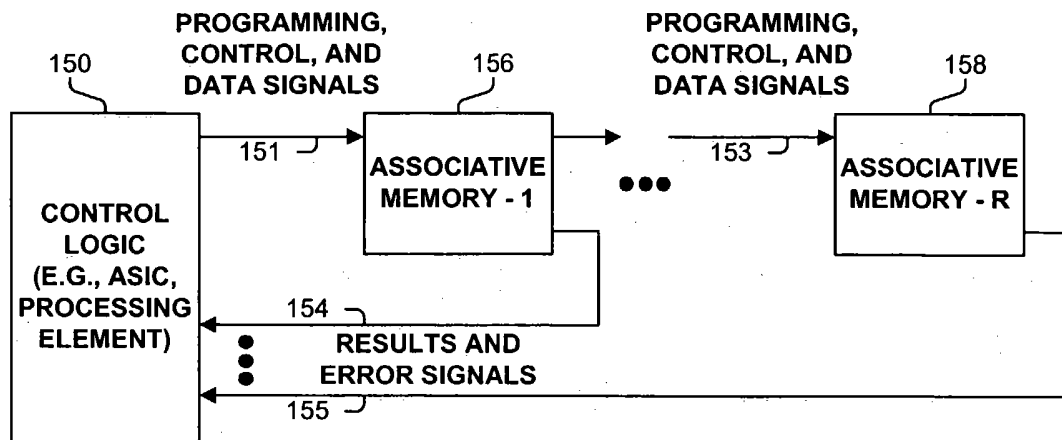 PROGRAMMING,
CONTROL, AND
DATA SIGNALS
PROGRAMMING,
CONTROL, AND
DATA SIGNALS
150
156
158
151
153
ASSOCIATIVE
MEMORY - 1
ASSOCIATIVE
MEMORY - R
CONTROL
LOGIC
(E.G., ASIC,
PROCESSING
ELEMENT)
154
RESULTS AND
ERROR SIGNALS
155